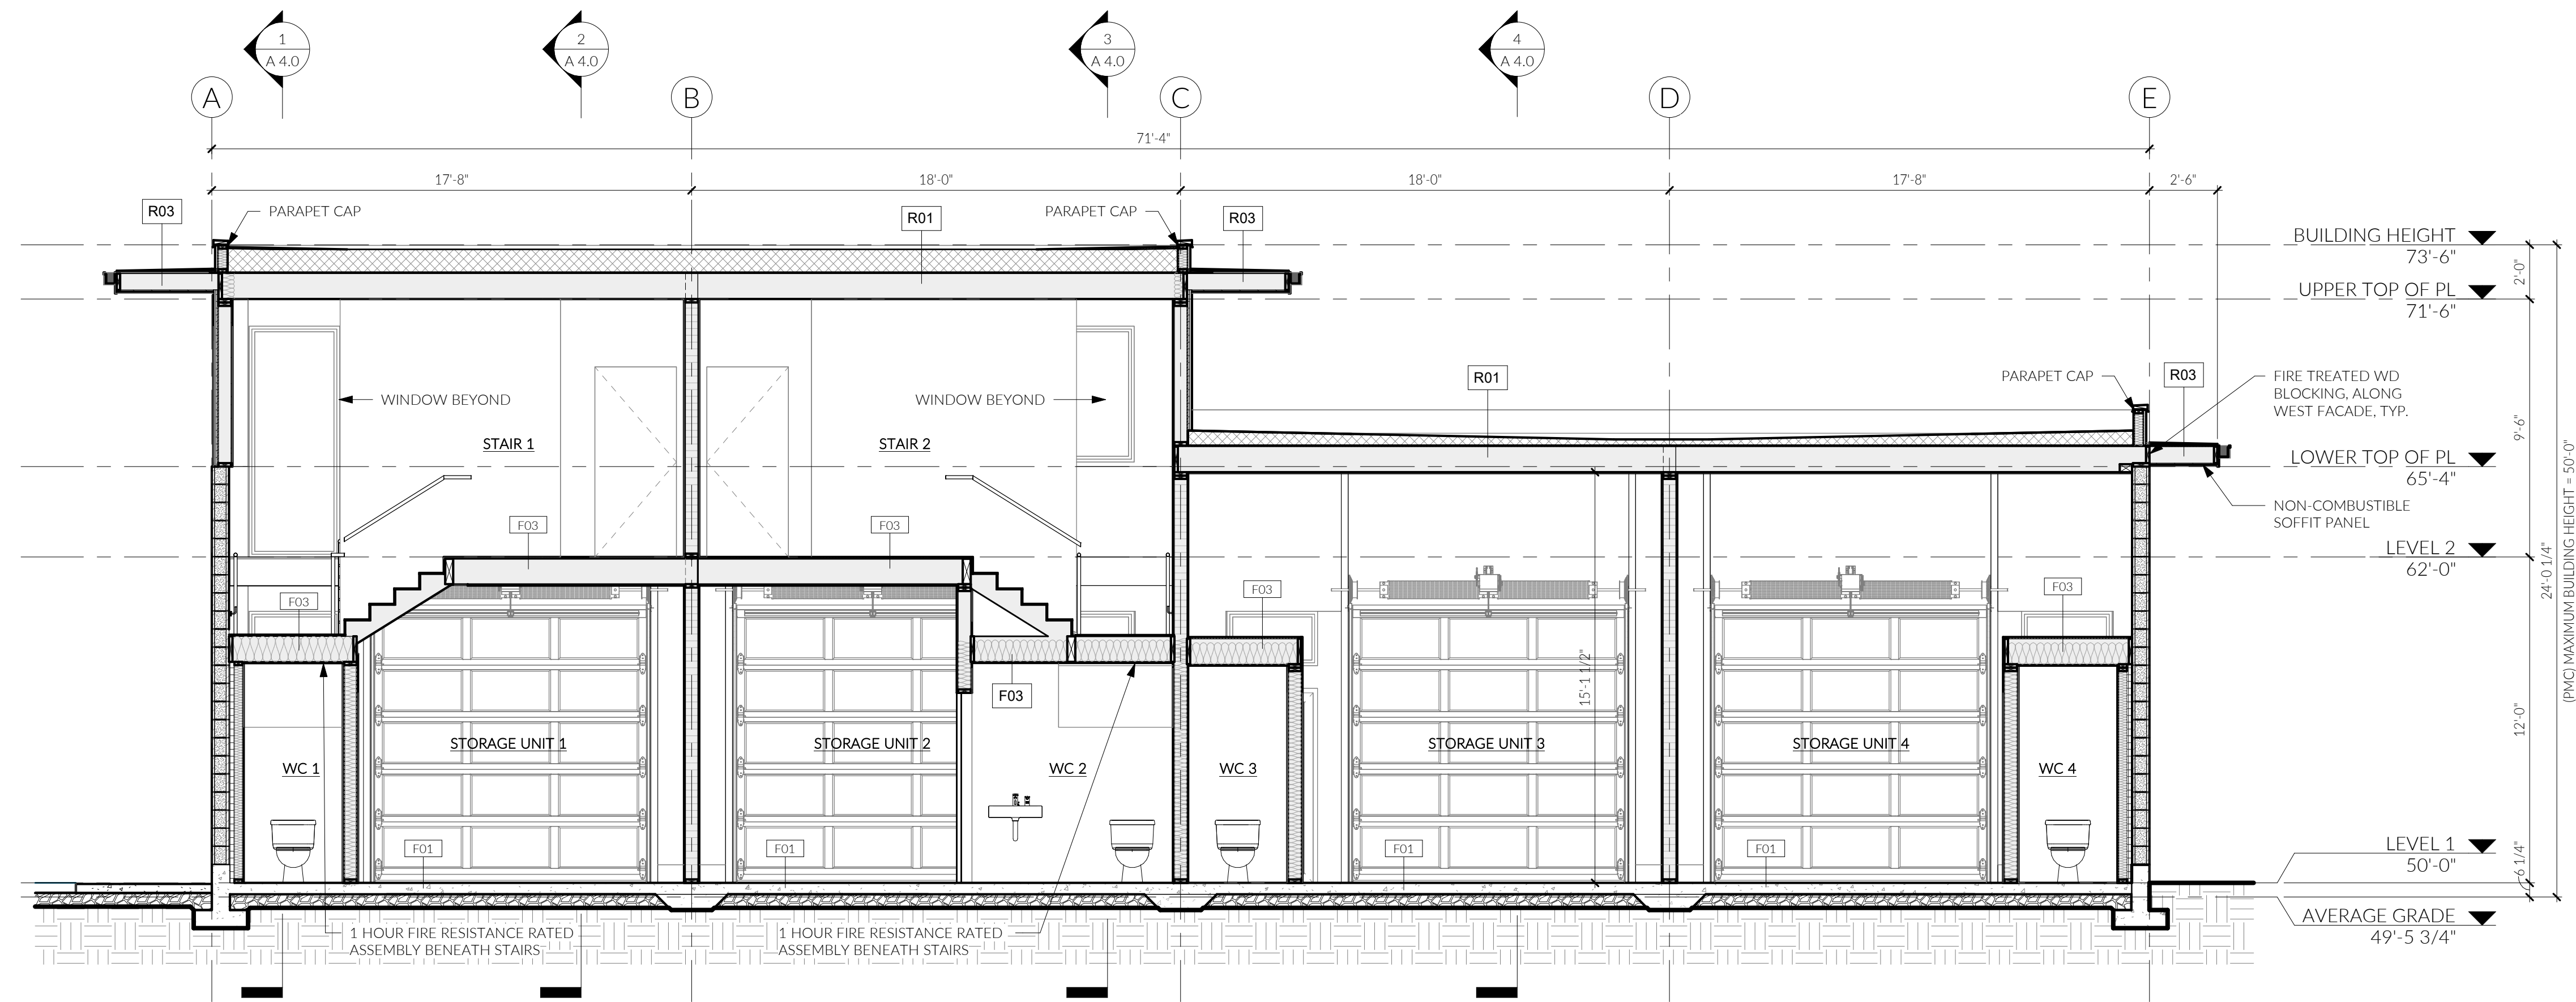 1
A 4.0
2
A 4.0
3
A 4.0
4
A 4.0
A
B
C
D
E
71'-4"
17'-8"
18'-0"
18'-0"
17'-8"
2'-6"
R03
PARAPET CAP
R01
PARAPET CAP
R03
BUILDING HEIGHT
73'-6"
2'-0"
UPPER TOP OF PL
71'-6"
R01
PARAPET CAP
R03
FIRE TREATED WD
BLOCKING, ALONG
WEST FACADE, TYP.
WINDOW BEYOND
WINDOW BEYOND
9'-6"
STAIR 1
STAIR 2
LOWER TOP OF PL
65'-4"
NON-COMBUSTIBLE
SOFFIT PANEL
F03
F03
LEVEL 2
62'-0"
24'-0 1/4"
(PMC) MAXIMUM BUILDING HEIGHT = 50'-0"
F03
F03
F03
F03
15'-1 1/2"
12'-0"
STORAGE UNIT 1
STORAGE UNIT 2
STORAGE UNIT 3
STORAGE UNIT 4
WC 1
WC 2
WC 3
WC 4
F01
F01
F01
F01
LEVEL 1
50'-0"
6 1/4"
AVERAGE GRADE
49'-5 3/4"
1 HOUR FIRE RESISTANCE RATED
ASSEMBLY BENEATH STAIRS
1 HOUR FIRE RESISTANCE RATED
ASSEMBLY BENEATH STAIRS